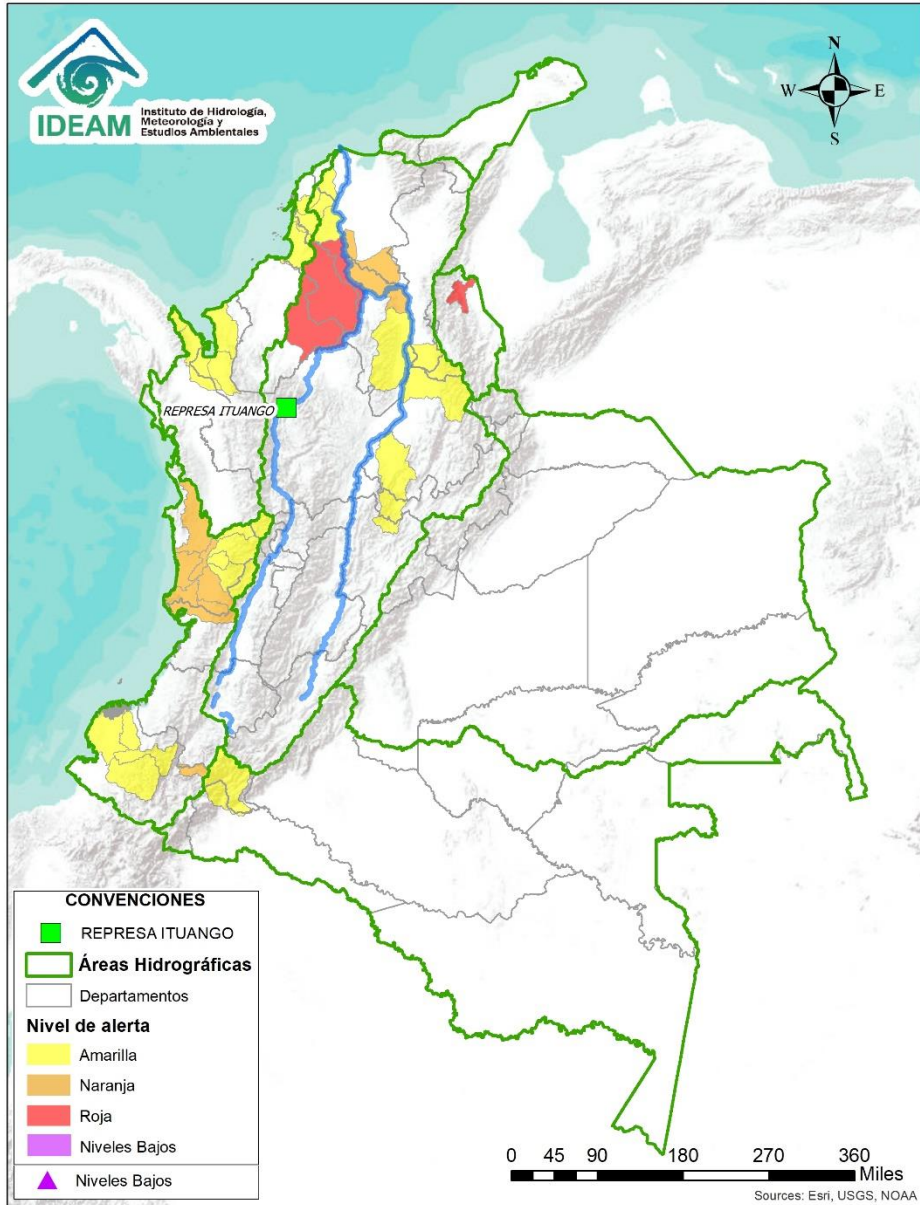 IDEAM
Instituto de Hidrología,
Meteorología y
Estudios Ambientales
N
W
E
S
REPRESA ITUANGO
CONVENCIONES
REPRESA ITUANGO
Áreas Hidrográficas
Departamentos
Nivel de alerta
Amarilla
Naranja
Roja
Niveles Bajos
Niveles Bajos
0 45 90 180 270 360
Miles
Sources: Esri, USGS, NOAA